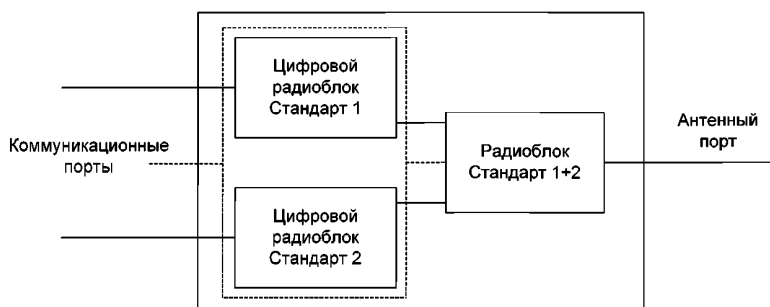 Цифровой
радиоблок
Стандарт 1
Коммуникационные
порты
Радиоблок
Стандарт 1+2
Антенный
порт
Цифровой
радиоблок
Стандарт 2